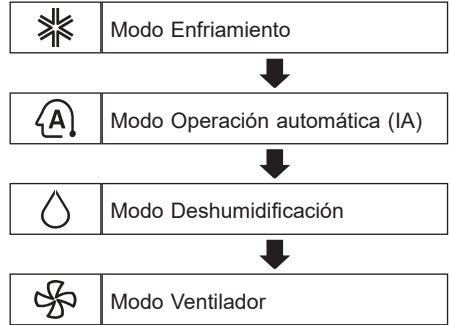 Modo Enfriamiento
A
Modo Operación automática (IA)
Modo Deshumidificación
Modo Ventilador